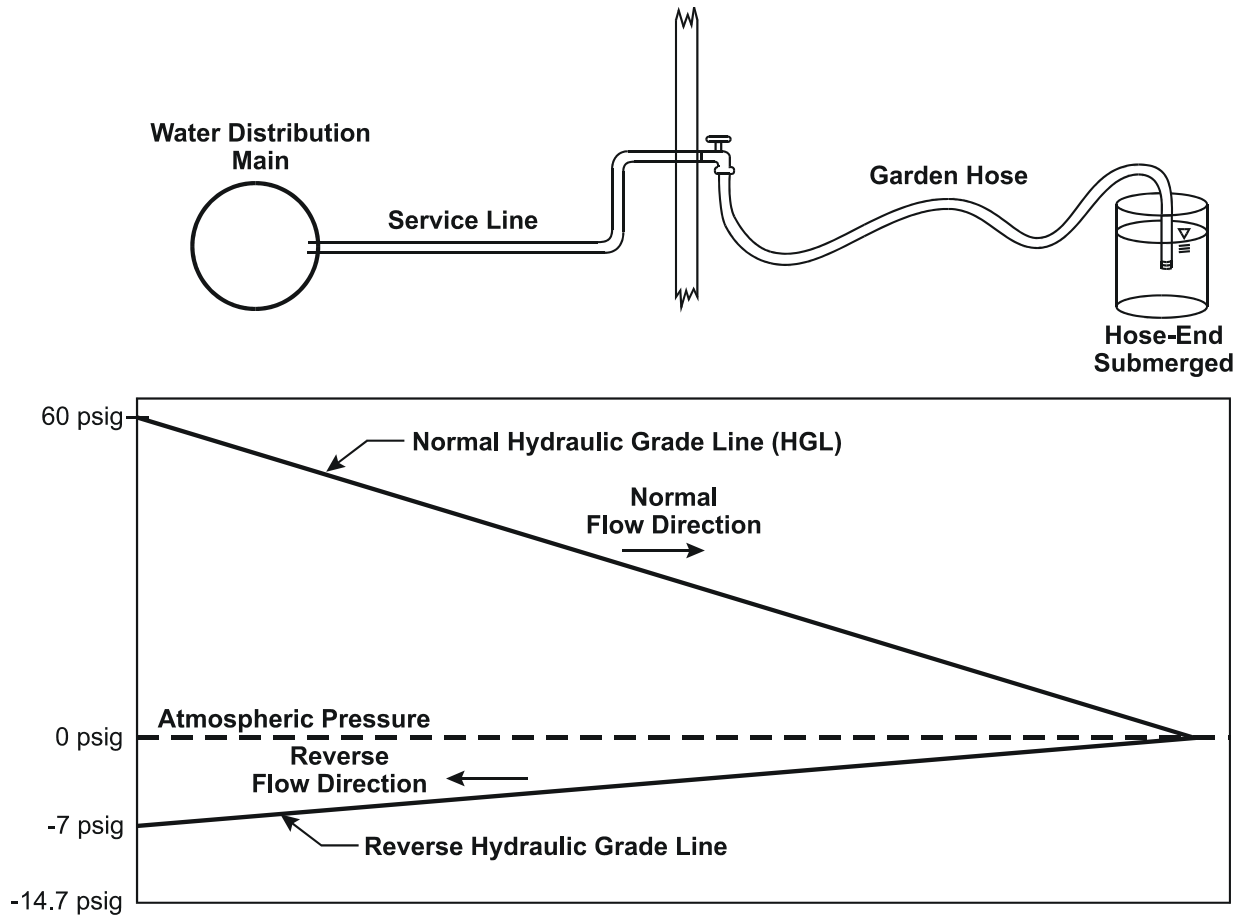 Water Distribution
Main
Service Line
Garden Hose
Hose-End
Submerged
60 psig
Normal Hydraulic Grade Line (HGL)
Normal
Flow Direction
Atmospheric Pressure
0 psig
Reverse
Flow Direction
-7 psig
Reverse Hydraulic Grade Line
-14.7 psig